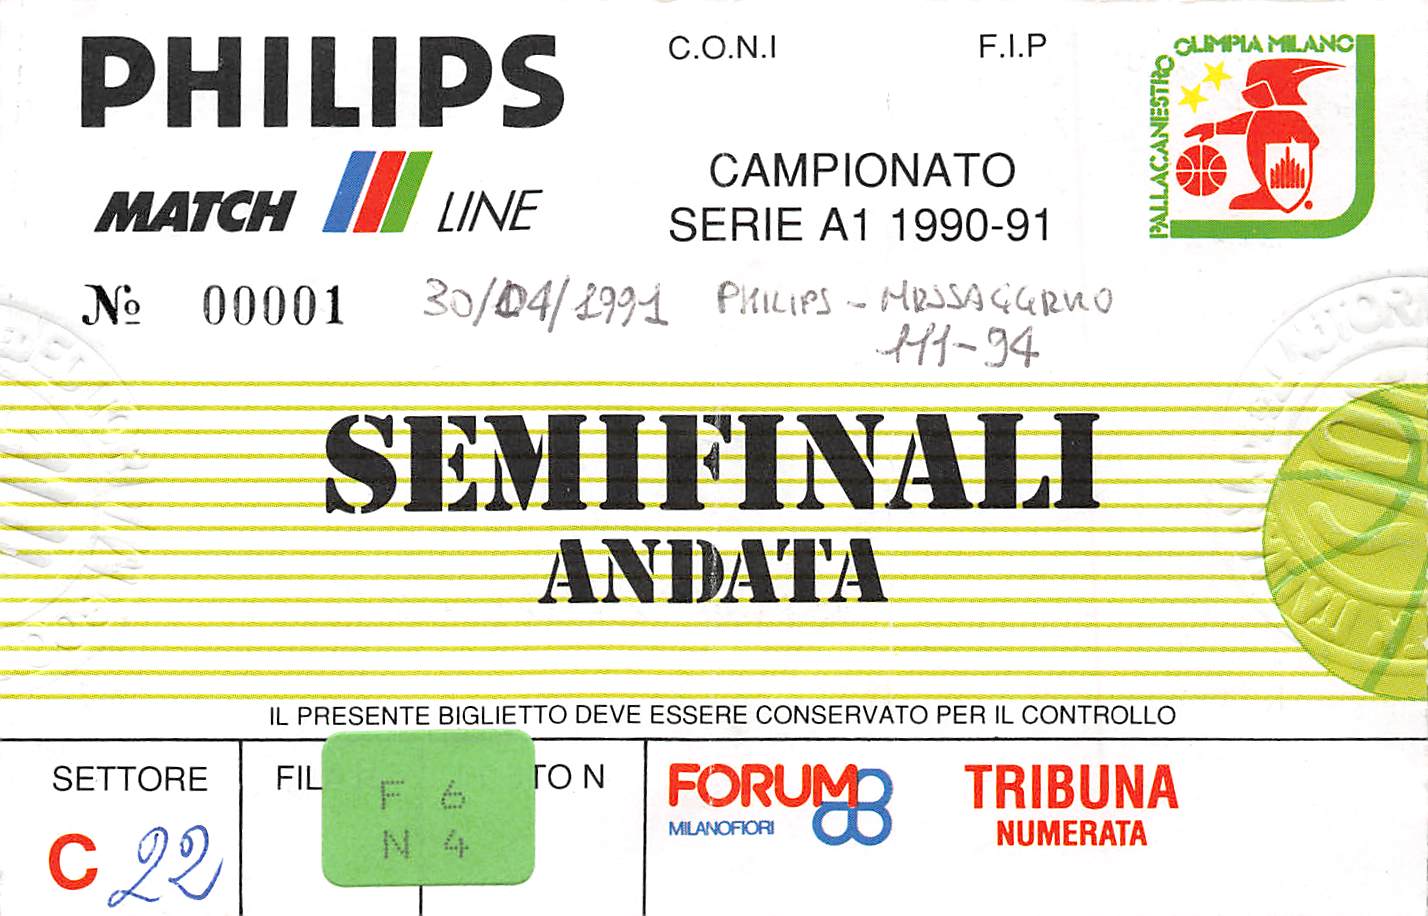 PHILIPS
MATCH LINE
C.O.N.I F.I.P
CAMPIONATO
SERIE A1 1990-91
PALLACANESTRO OLIMPIA MILANO
№ 00001 30/04/1991 PHILIPS - MESSAGGERO
111-94
SEMIFINALI
ANDATA
IL PRESENTE BIGLIETTO DEVE ESSERE CONSERVATO PER IL CONTROLLO
SETTORE
C 22
FIL TO N
F 6
N 4
FORUM
MILANOFIORI
TRIBUNA
NUMERATA